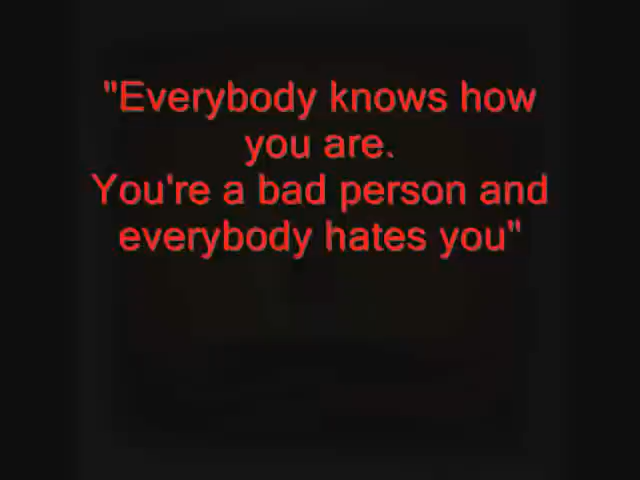 "Everybody knows how
you are.
You're a bad person and
everybody hates you"